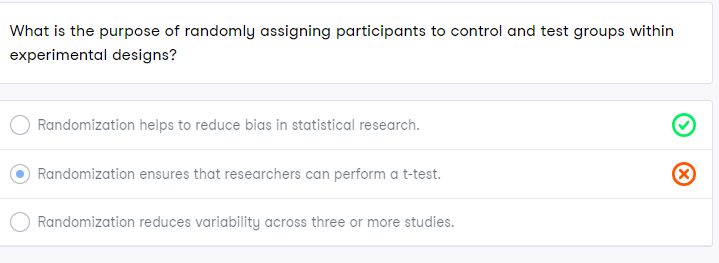 What is the purpose of randomly assigning participants to control and test groups within
experimental designs?
Randomization helps to reduce bias in statistical research.
Randomization ensures that researchers can perform a t-test.
Randomization reduces variability across three or more studies.